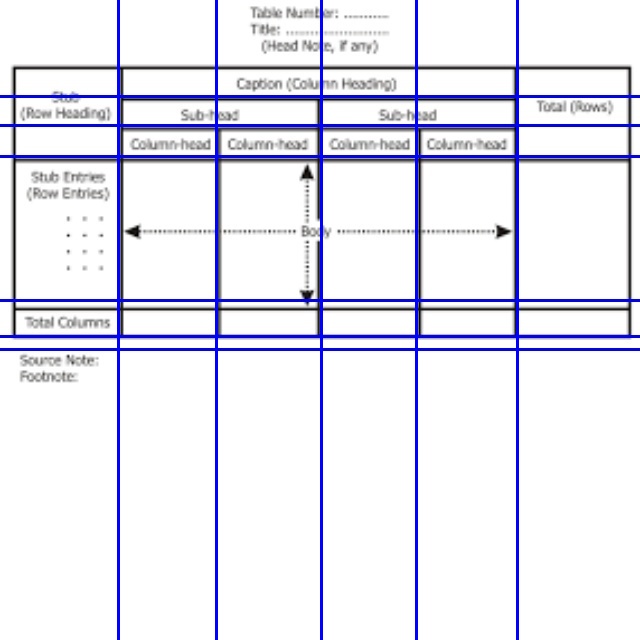 Table Number: ..........
Title: .......................
(Head Note, if any)
Caption (Column Heading)
Stub
(Row Heading)
Total (Rows)
Sub-head
Sub-head
Column-head
Column-head
Column-head
Column-head
Stub Entries
(Row Entries)
Body
Total Columns
Source Note:
Footnote: